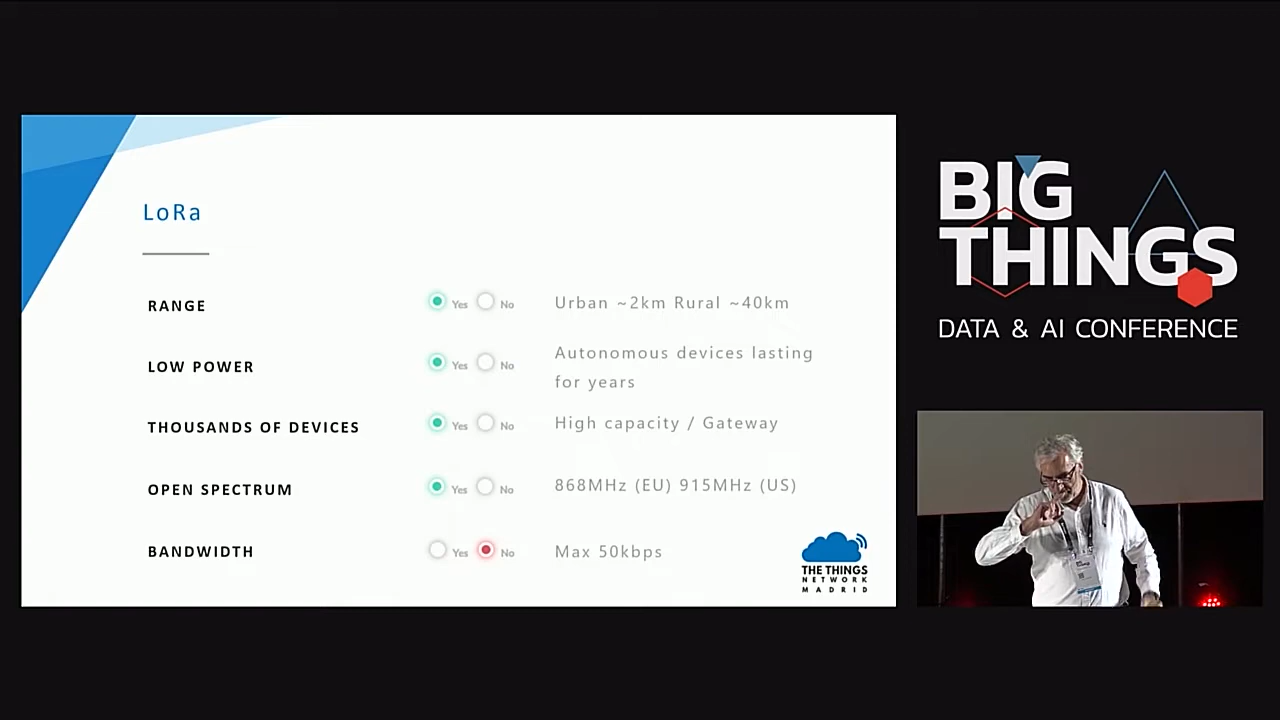 LoRa
RANGE
Yes No
Urban ~2km Rural ~40km
LOW POWER
Yes No
Autonomous devices lasting
for years
THOUSANDS OF DEVICES
Yes No
High capacity / Gateway
OPEN SPECTRUM
Yes No
868MHz (EU) 915MHz (US)
BANDWIDTH
Yes No
Max 50kbps
THE THINGS
NETWORK
MADRID
BIG
THINGS
DATA & AI CONFERENCE